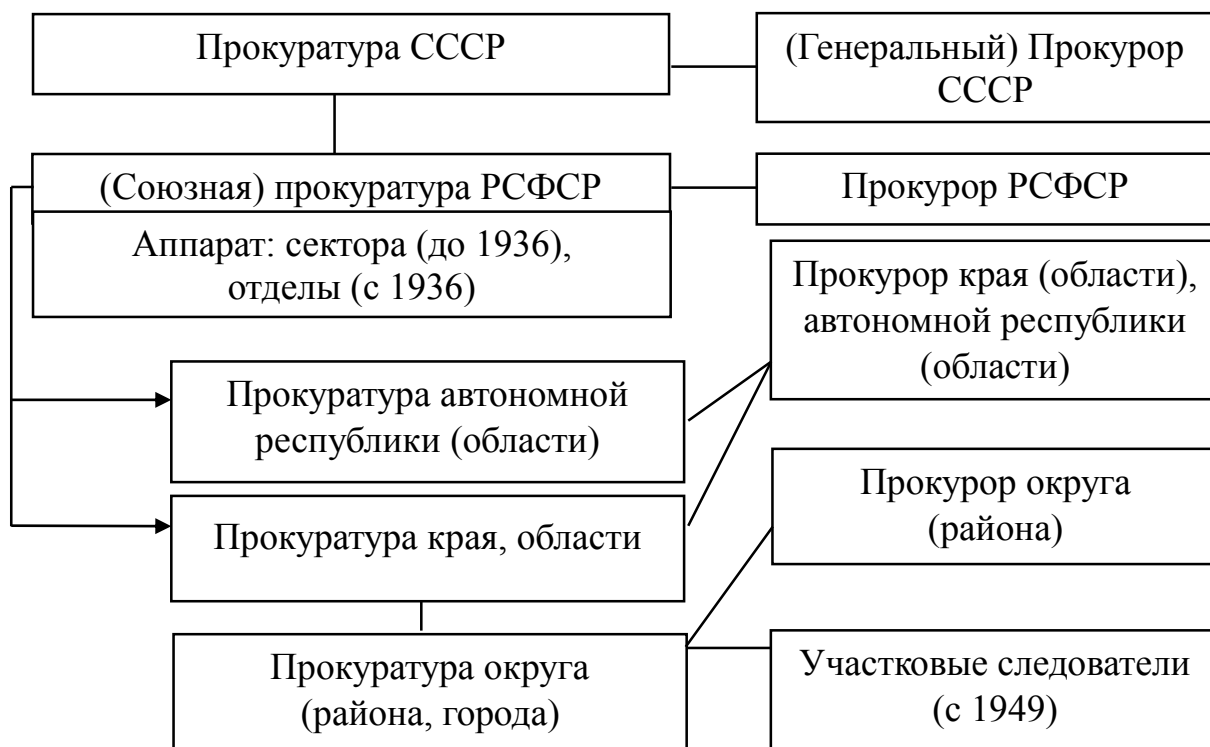 Прокуратура СССР
(Генеральный) Прокурор
СССР
(Союзная) прокуратура РСФСР
Прокурор РСФСР
Аппарат: сектора (до 1936),
отделы (с 1936)
Прокурор края (области),
автономной республики
(области)
Прокуратура автономной
республики (области)
Прокурор округа
(района)
Прокуратура края, области
Прокуратура округа
(района, города)
Участковые следователи
(с 1949)